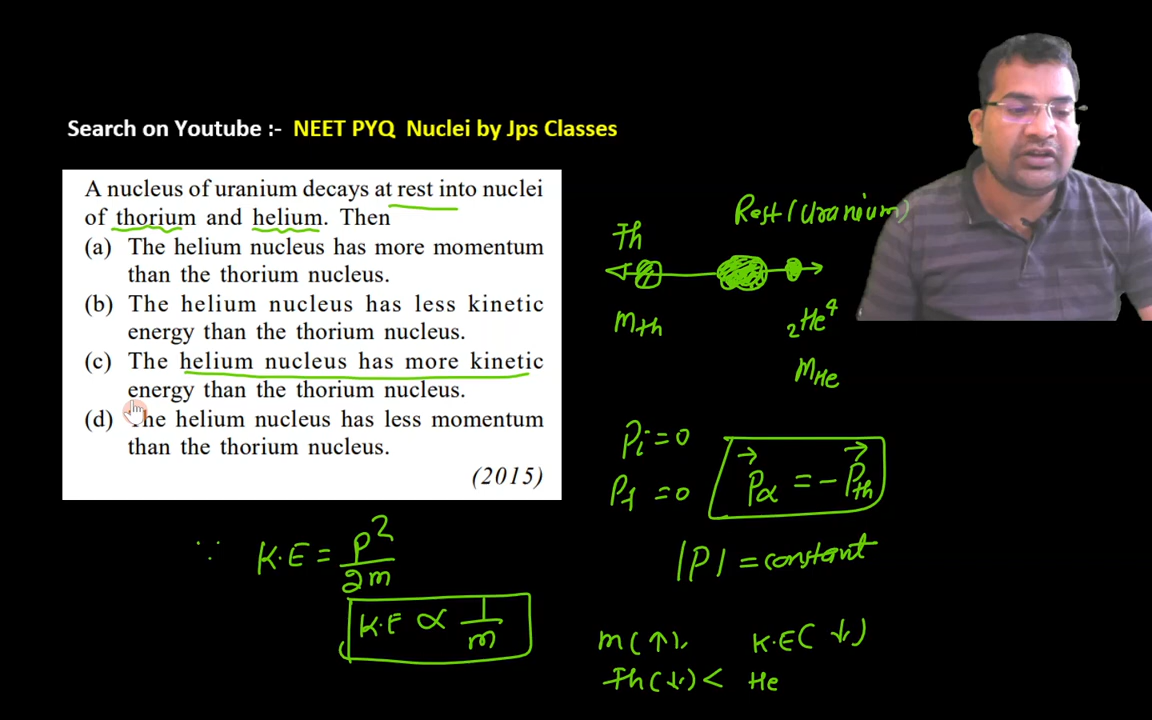 Search on Youtube :- NEET PYQ Nuclei by Jps Classes
A nucleus of uranium decays at rest into nuclei
of thorium and helium. Then
(a) The helium nucleus has more momentum
than the thorium nucleus.
(b) The helium nucleus has less kinetic
energy than the thorium nucleus.
(c) The helium nucleus has more kinetic
energy than the thorium nucleus.
(d) The helium nucleus has less momentum
than the thorium nucleus.
(2015)
Rest (Uranium)
Th
mth
₂He⁴
MHe
Pi = 0
Pf = 0
Pα = - Pth
|P| = constant
∵ K.E = P²/2m
K.E ∝ 1/m
m(↑), K.E(↓)
Th(↓) < He